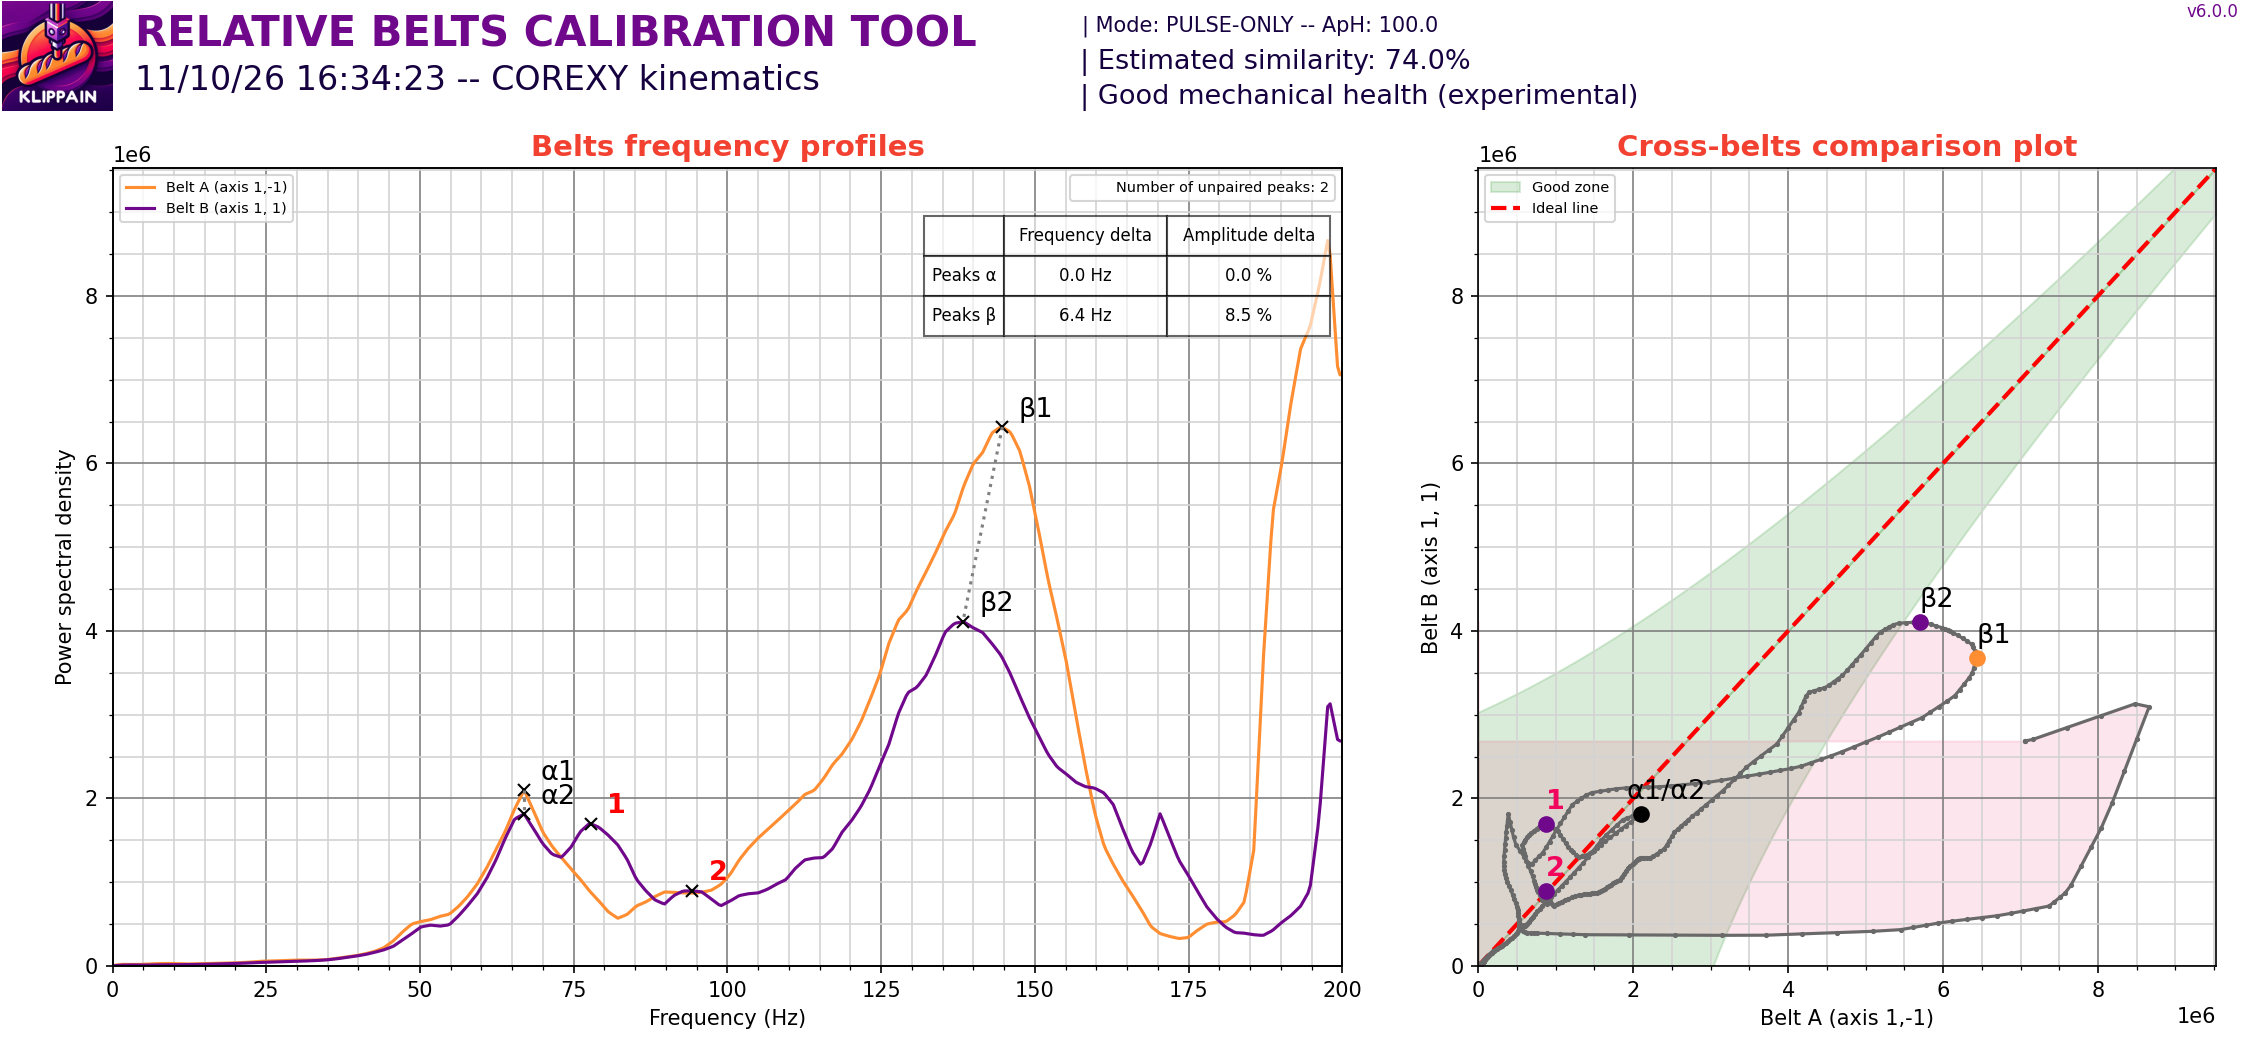 KLIPPAIN
RELATIVE BELTS CALIBRATION TOOL
11/10/26 16:34:23 -- COREXY kinematics
| Mode: PULSE-ONLY -- ApH: 100.0
| Estimated similarity: 74.0%
| Good mechanical health (experimental)
v6.0.0
Belts frequency profiles
1e6
Belt A (axis 1,-1)
Belt B (axis 1, 1)
Number of unpaired peaks: 2
Frequency delta Amplitude delta
Peaks α 0.0 Hz 0.0 %
Peaks β 6.4 Hz 8.5 %
β1
β2
α1
α2
1
2
8
6
4
2
0
Power spectral density
0 25 50 75 100 125 150 175 200
Frequency (Hz)
Cross-belts comparison plot
1e6
Good zone
Ideal line
β2
β1
α1/α2
1
2
8
6
4
2
0
Belt B (axis 1, 1)
0 2 4 6 8
Belt A (axis 1,-1)
1e6